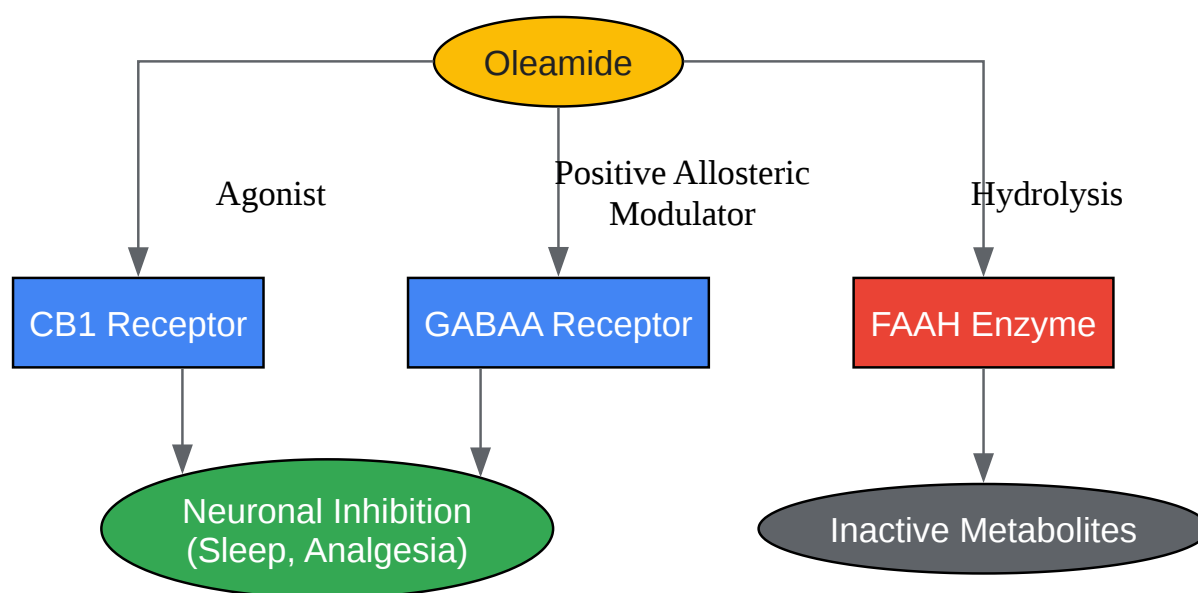 Oleamide
Agonist
Positive Allosteric
Modulator
Hydrolysis
CB1 Receptor
GABAA Receptor
FAAH Enzyme
Neuronal Inhibition
(Sleep, Analgesia)
Inactive Metabolites